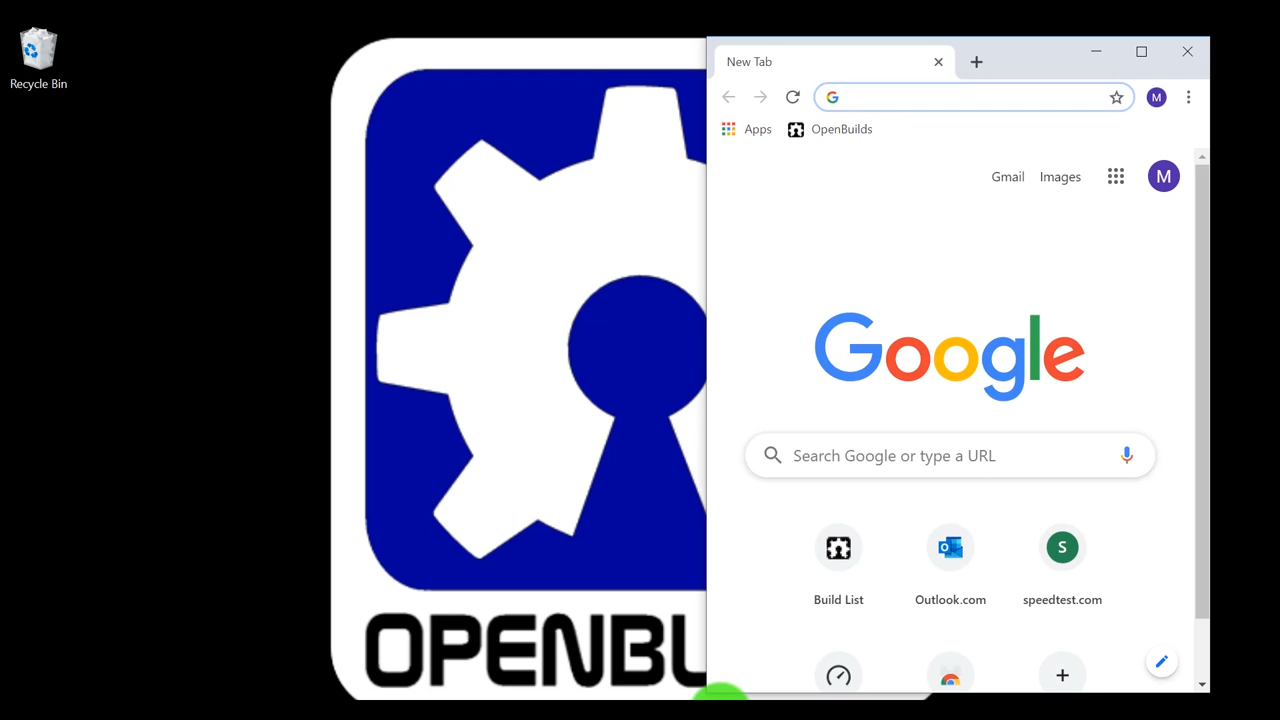 Recycle Bin
New Tab
M
Apps
OpenBuilds
Gmail
Images
M
Google
Search Google or type a URL
S
Build List
Outlook.com
speedtest.com
OPENBU